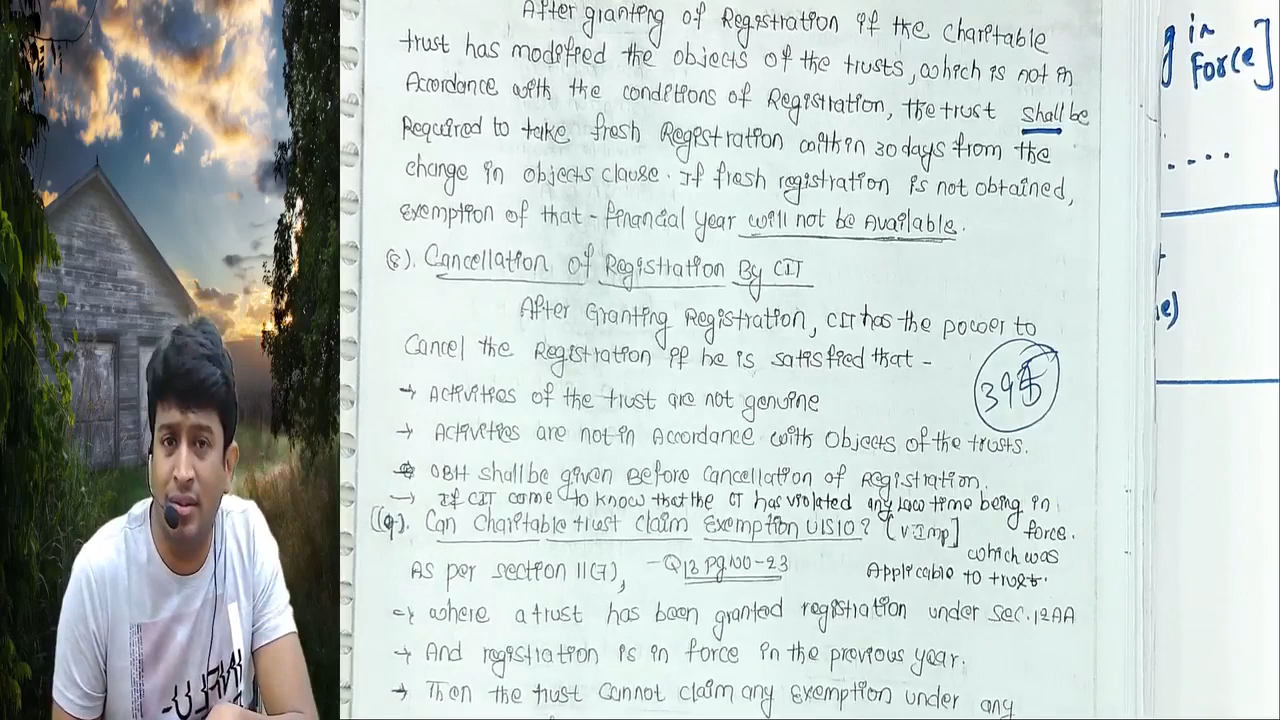 After granting of Registration if the charitable
trust has modified the objects of the trusts, which is not in
Accordance with the conditions of Registration, the trust shall be
Required to take fresh Registration within 30 days from the
change in objects clause. If fresh registration is not obtained,
exemption of that - financial year will not be Available.
(8). Cancellation of Registration By CIT
After Granting Registration, CIT has the power to
Cancel the Registration if he is satisfied that -
→ Activities of the trust are not genuine
→ Activities are not in Accordance with Objects of the trusts.
395
→ OBH shall be given Before cancellation of Registration.
→ If CIT come to know that the CT has violated any law time being in
force.
which was
Applicable to trust.
(9). Can Charitable trust claim Exemption U/S 10? [V.Imp]
As per section 11(7), - Q12 pg 100-23
→ where a trust has been granted registration under sec. 12AA
→ And registration is in force in the previous year.
→ Then the trust cannot claim any exemption under any
in
Force]